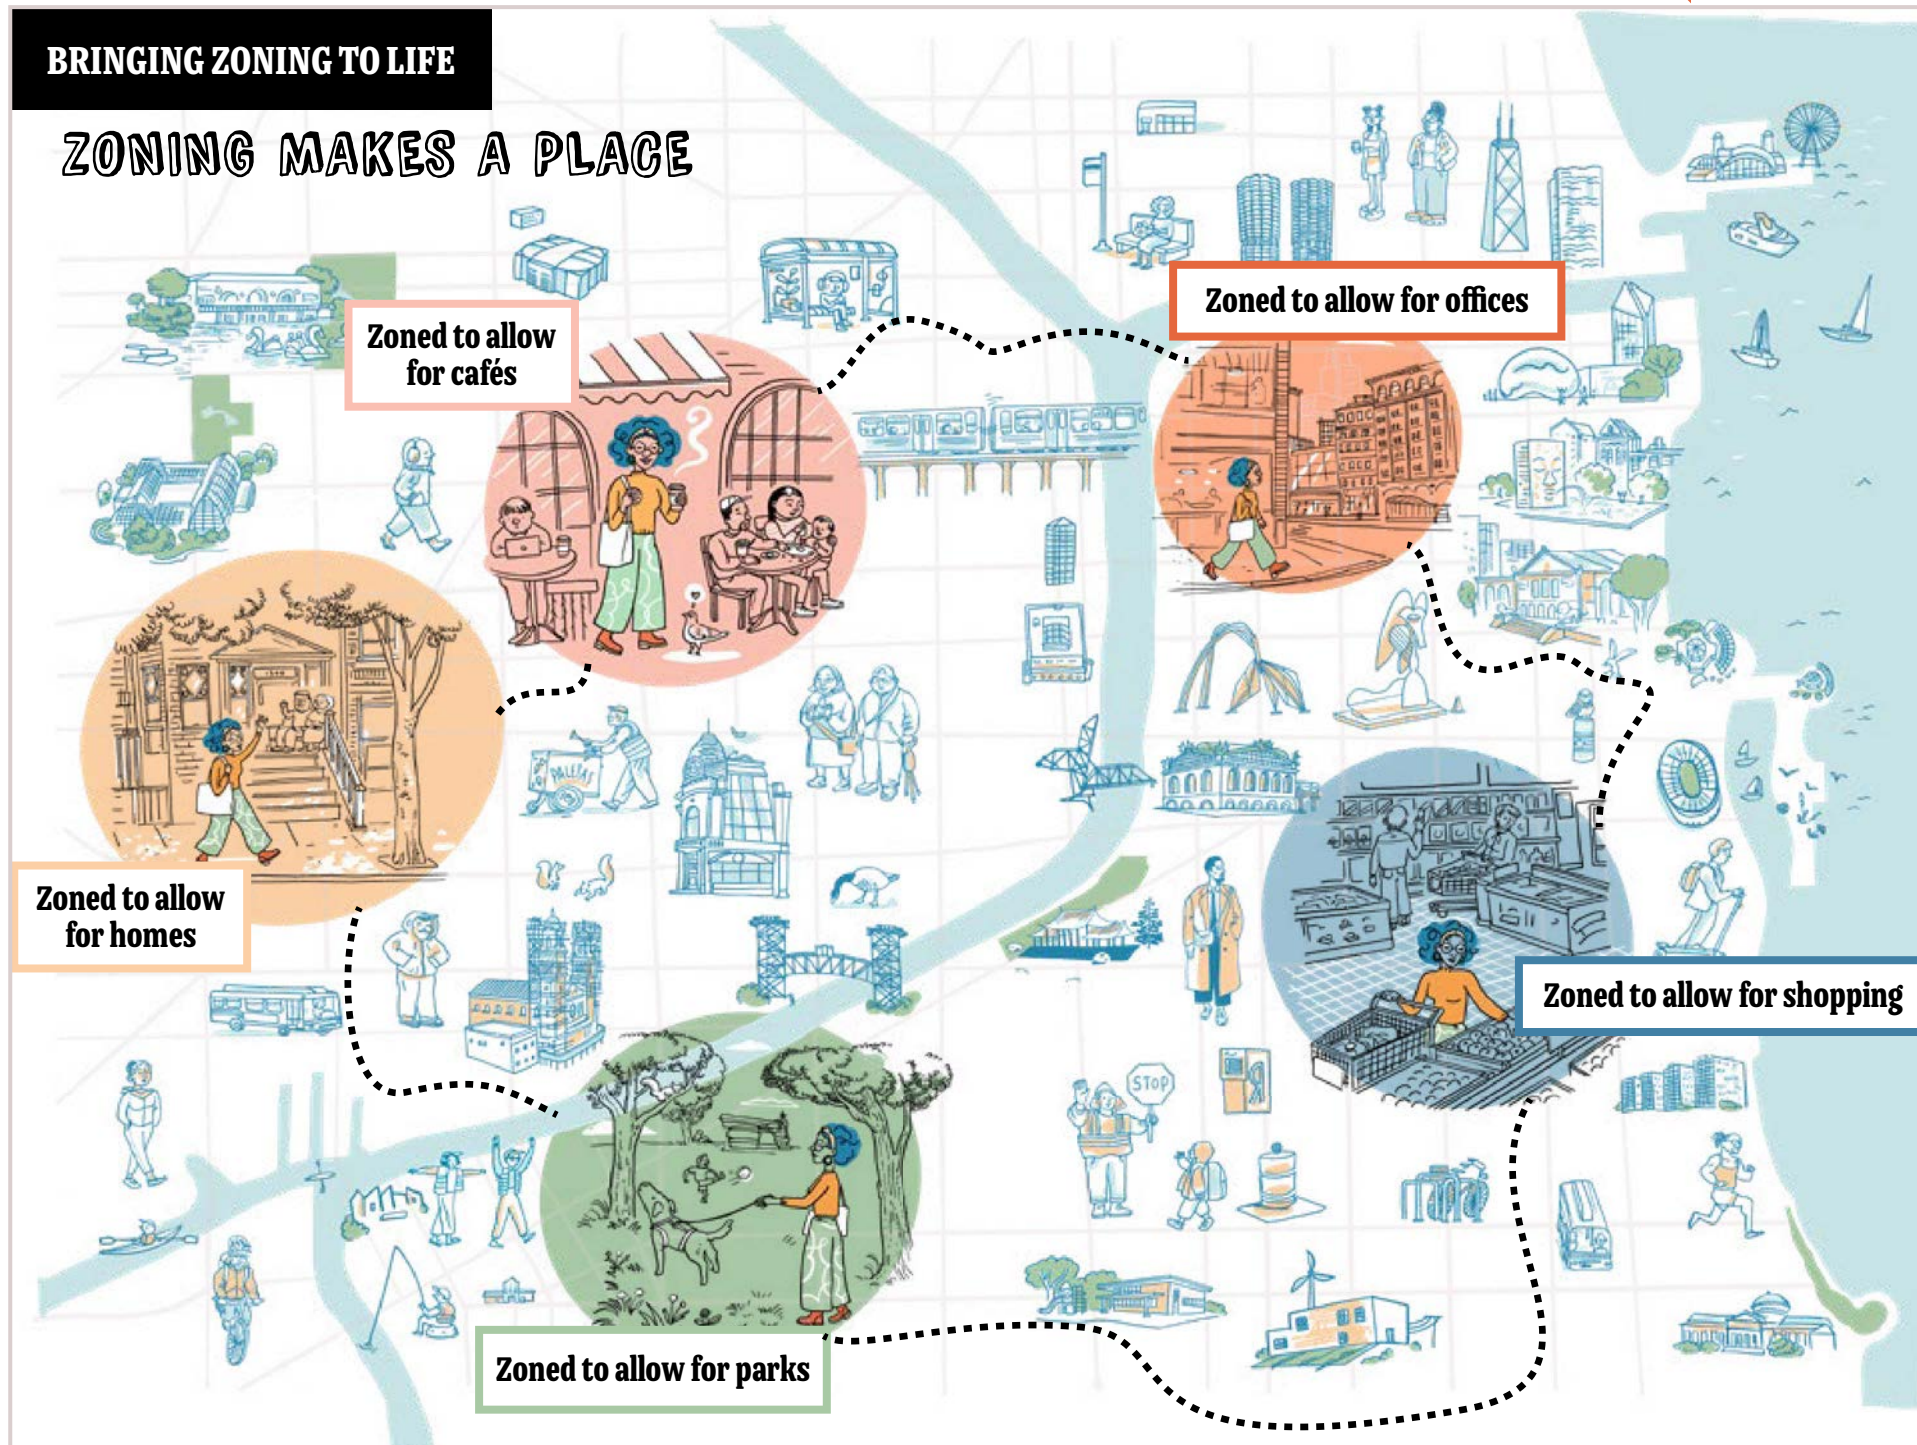 BRINGING ZONING TO LIFE
ZONING MAKES A PLACE
Zoned to allow for offices
Zoned to allow
for cafés
PALETAS
Zoned to allow
for homes
Zoned to allow for shopping
STOP
Zoned to allow for parks